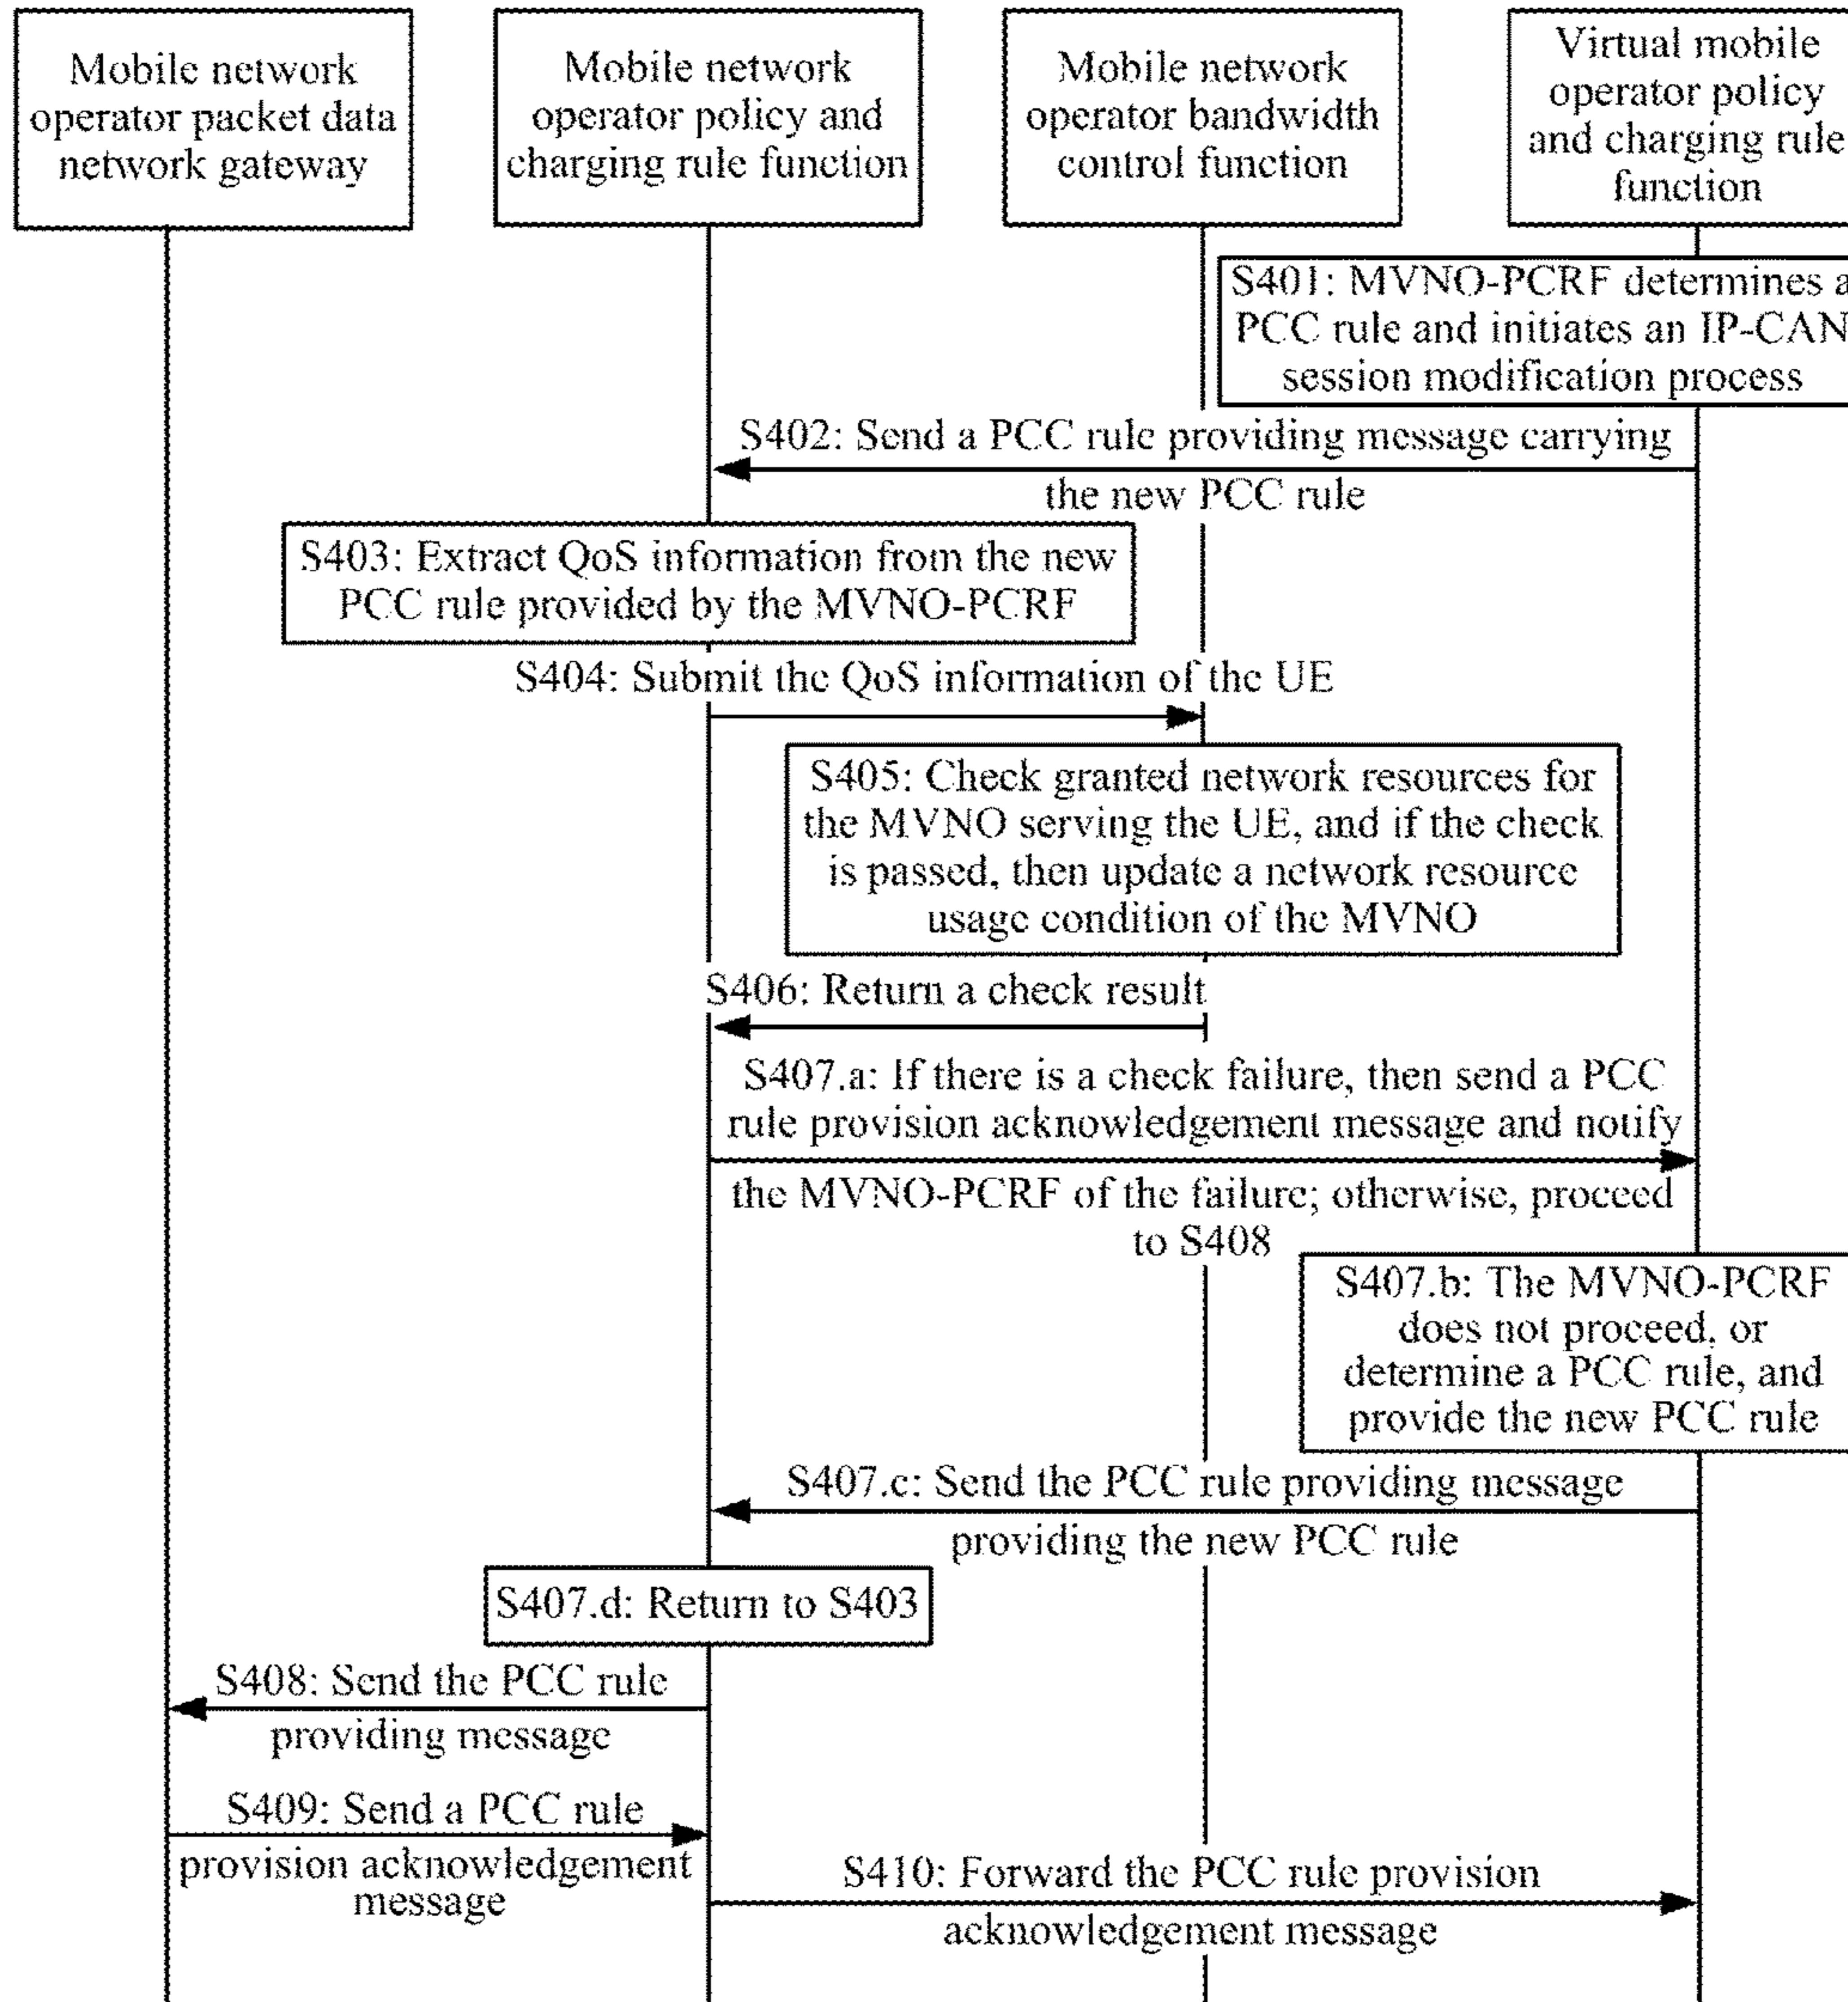 Mobile network
operator packet data
network gateway
Mobile network
operator policy and
charging rule function
Mobile network
operator bandwidth
control function
Virtual mobile
operator policy
and charging rule
function
S401: MVNO-PCRF determines a
PCC rule and initiates an IP-CAN
session modification process
S402: Send a PCC rule providing message carrying
the new PCC rule
S403: Extract QoS information from the new
PCC rule provided by the MVNO-PCRF
S404: Submit the QoS information of the UE
S405: Check granted network resources for
the MVNO serving the UE, and if the check
is passed, then update a network resource
usage condition of the MVNO
S406: Return a check result
S407.a: If there is a check failure, then send a PCC
rule provision acknowledgement message and notify
the MVNO-PCRF of the failure; otherwise, proceed
to S408
S407.b: The MVNO-PCRF
does not proceed, or
determine a PCC rule, and
provide the new PCC rule
S407.c: Send the PCC rule providing message
providing the new PCC rule
S407.d: Return to S403
S408: Send the PCC rule
providing message
S409: Send a PCC rule
provision acknowledgement
message
S410: Forward the PCC rule provision
acknowledgement message